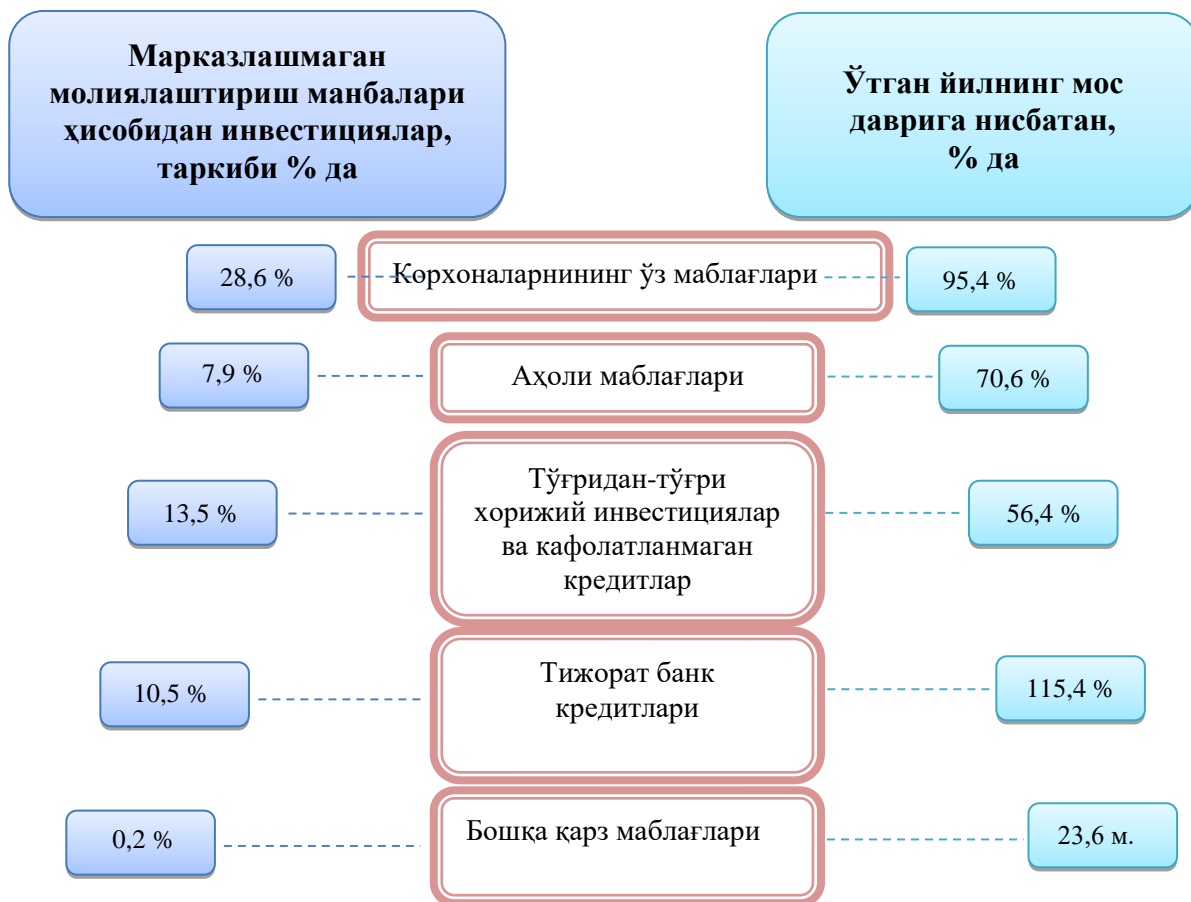 Марказлашмаган
молиялаштириш манбалари
ҳисобидан инвестициялар,
таркиби % да
Ўтган йилнинг мос
даврига нисбатан,
% да
28,6 %
Корхоналарнининг ўз маблағлари
95,4 %
7,9 %
Аҳоли маблағлари
70,6 %
13,5 %
Тўғридан-тўғри
хорижий инвестициялар
ва кафолатланмаган
кредитлар
56,4 %
10,5 %
Тижорат банк
кредитлари
115,4 %
0,2 %
Бошқа қарз маблағлари
23,6 м.